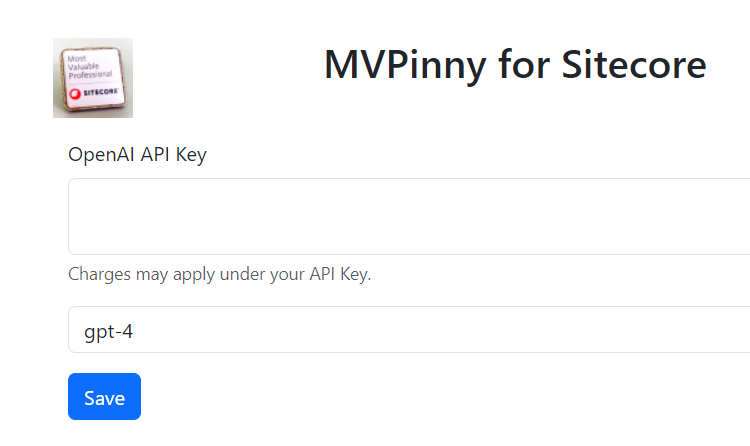 Most
Valuable
Professional
SITECORE
MVPinny for Sitecore
OpenAI API Key
Charges may apply under your API Key.
gpt-4
Save